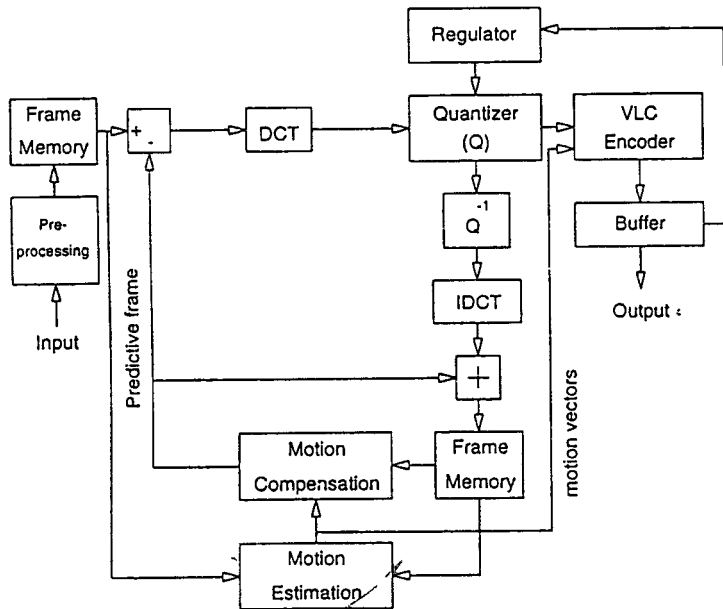 Regulator
Frame
Memory
+
-
DCT
Quantizer
(Q)
VLC
Encoder
Pre-
processing
Q-1
Buffer
IDCT
Input
Output
Predictive frame
+
motion vectors
Motion
Compensation
Frame
Memory
Motion
Estimation